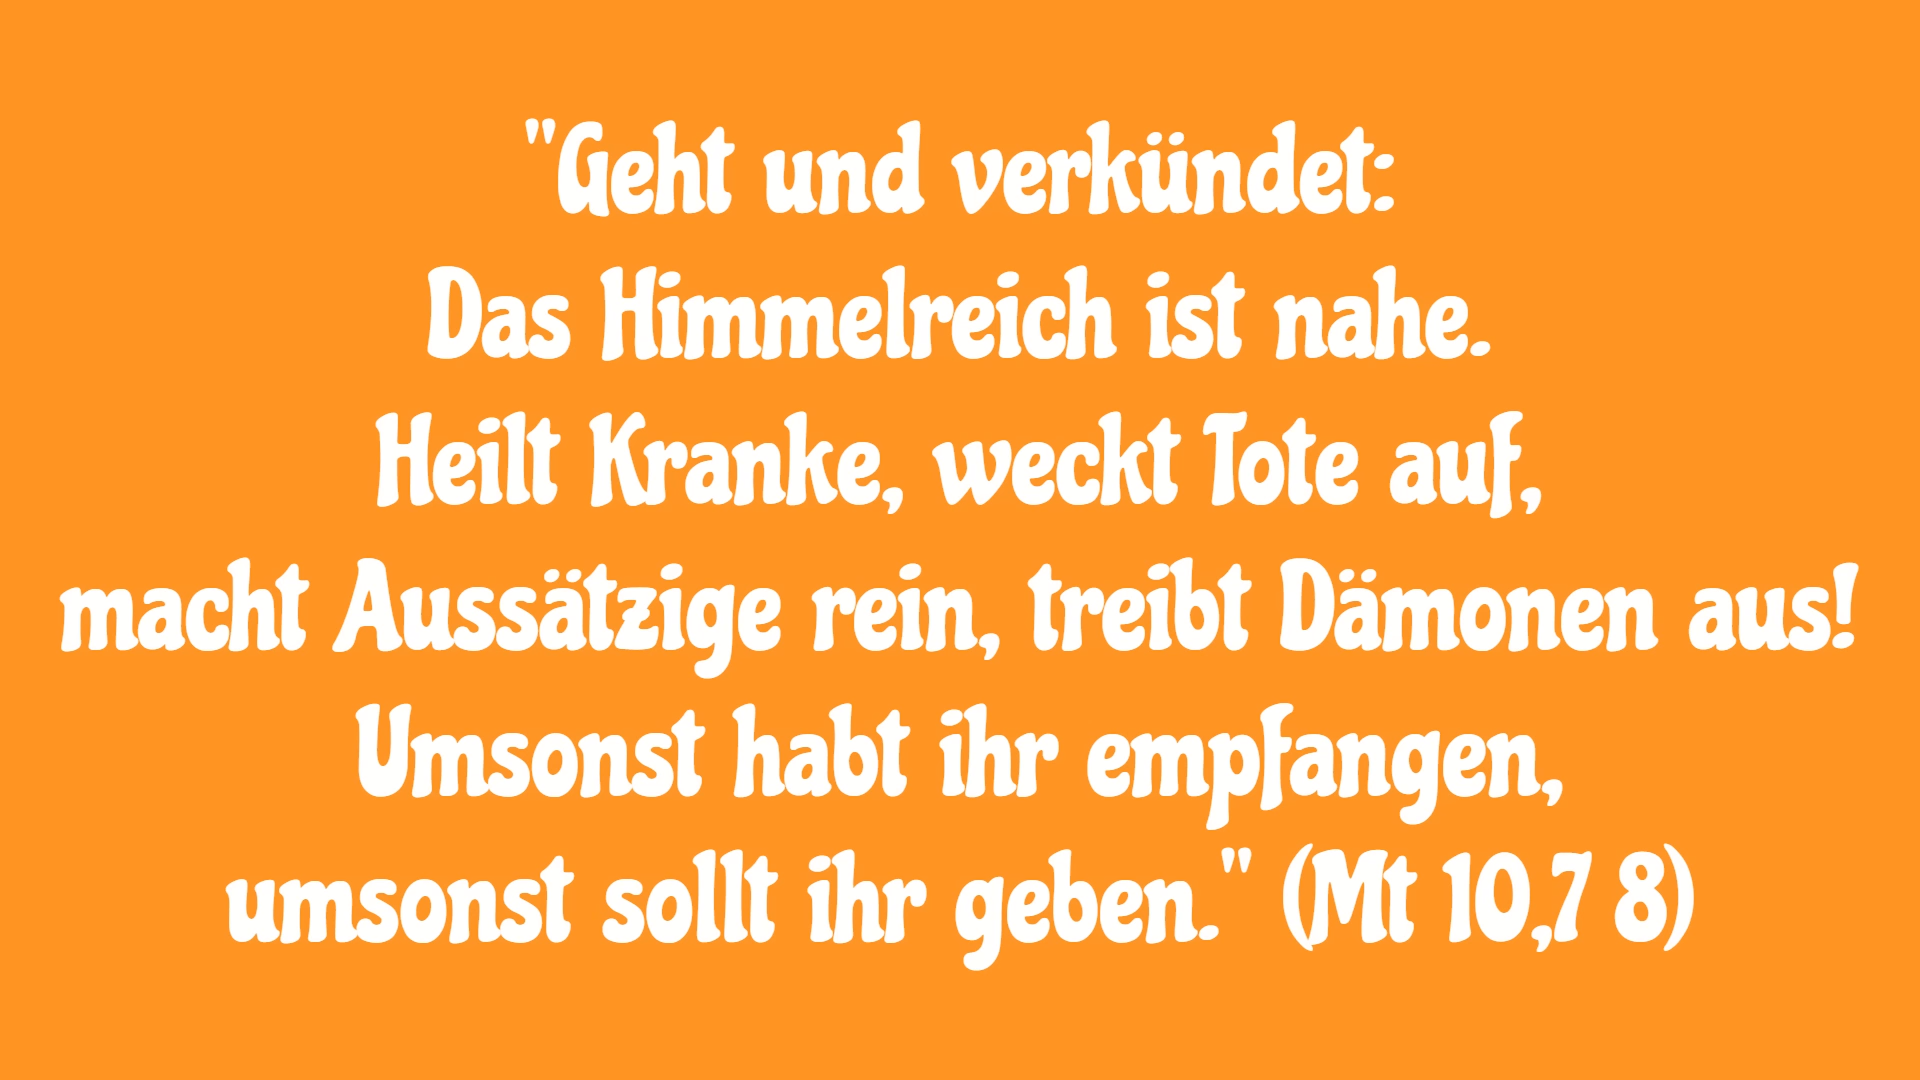 "Geht und verkündet:
Das Himmelreich ist nahe.
Heilt Kranke, weckt Tote auf,
macht Aussätzige rein, treibt Dämonen aus!
Umsonst habt ihr empfangen,
umsonst sollt ihr geben." (Mt 10,7 8)